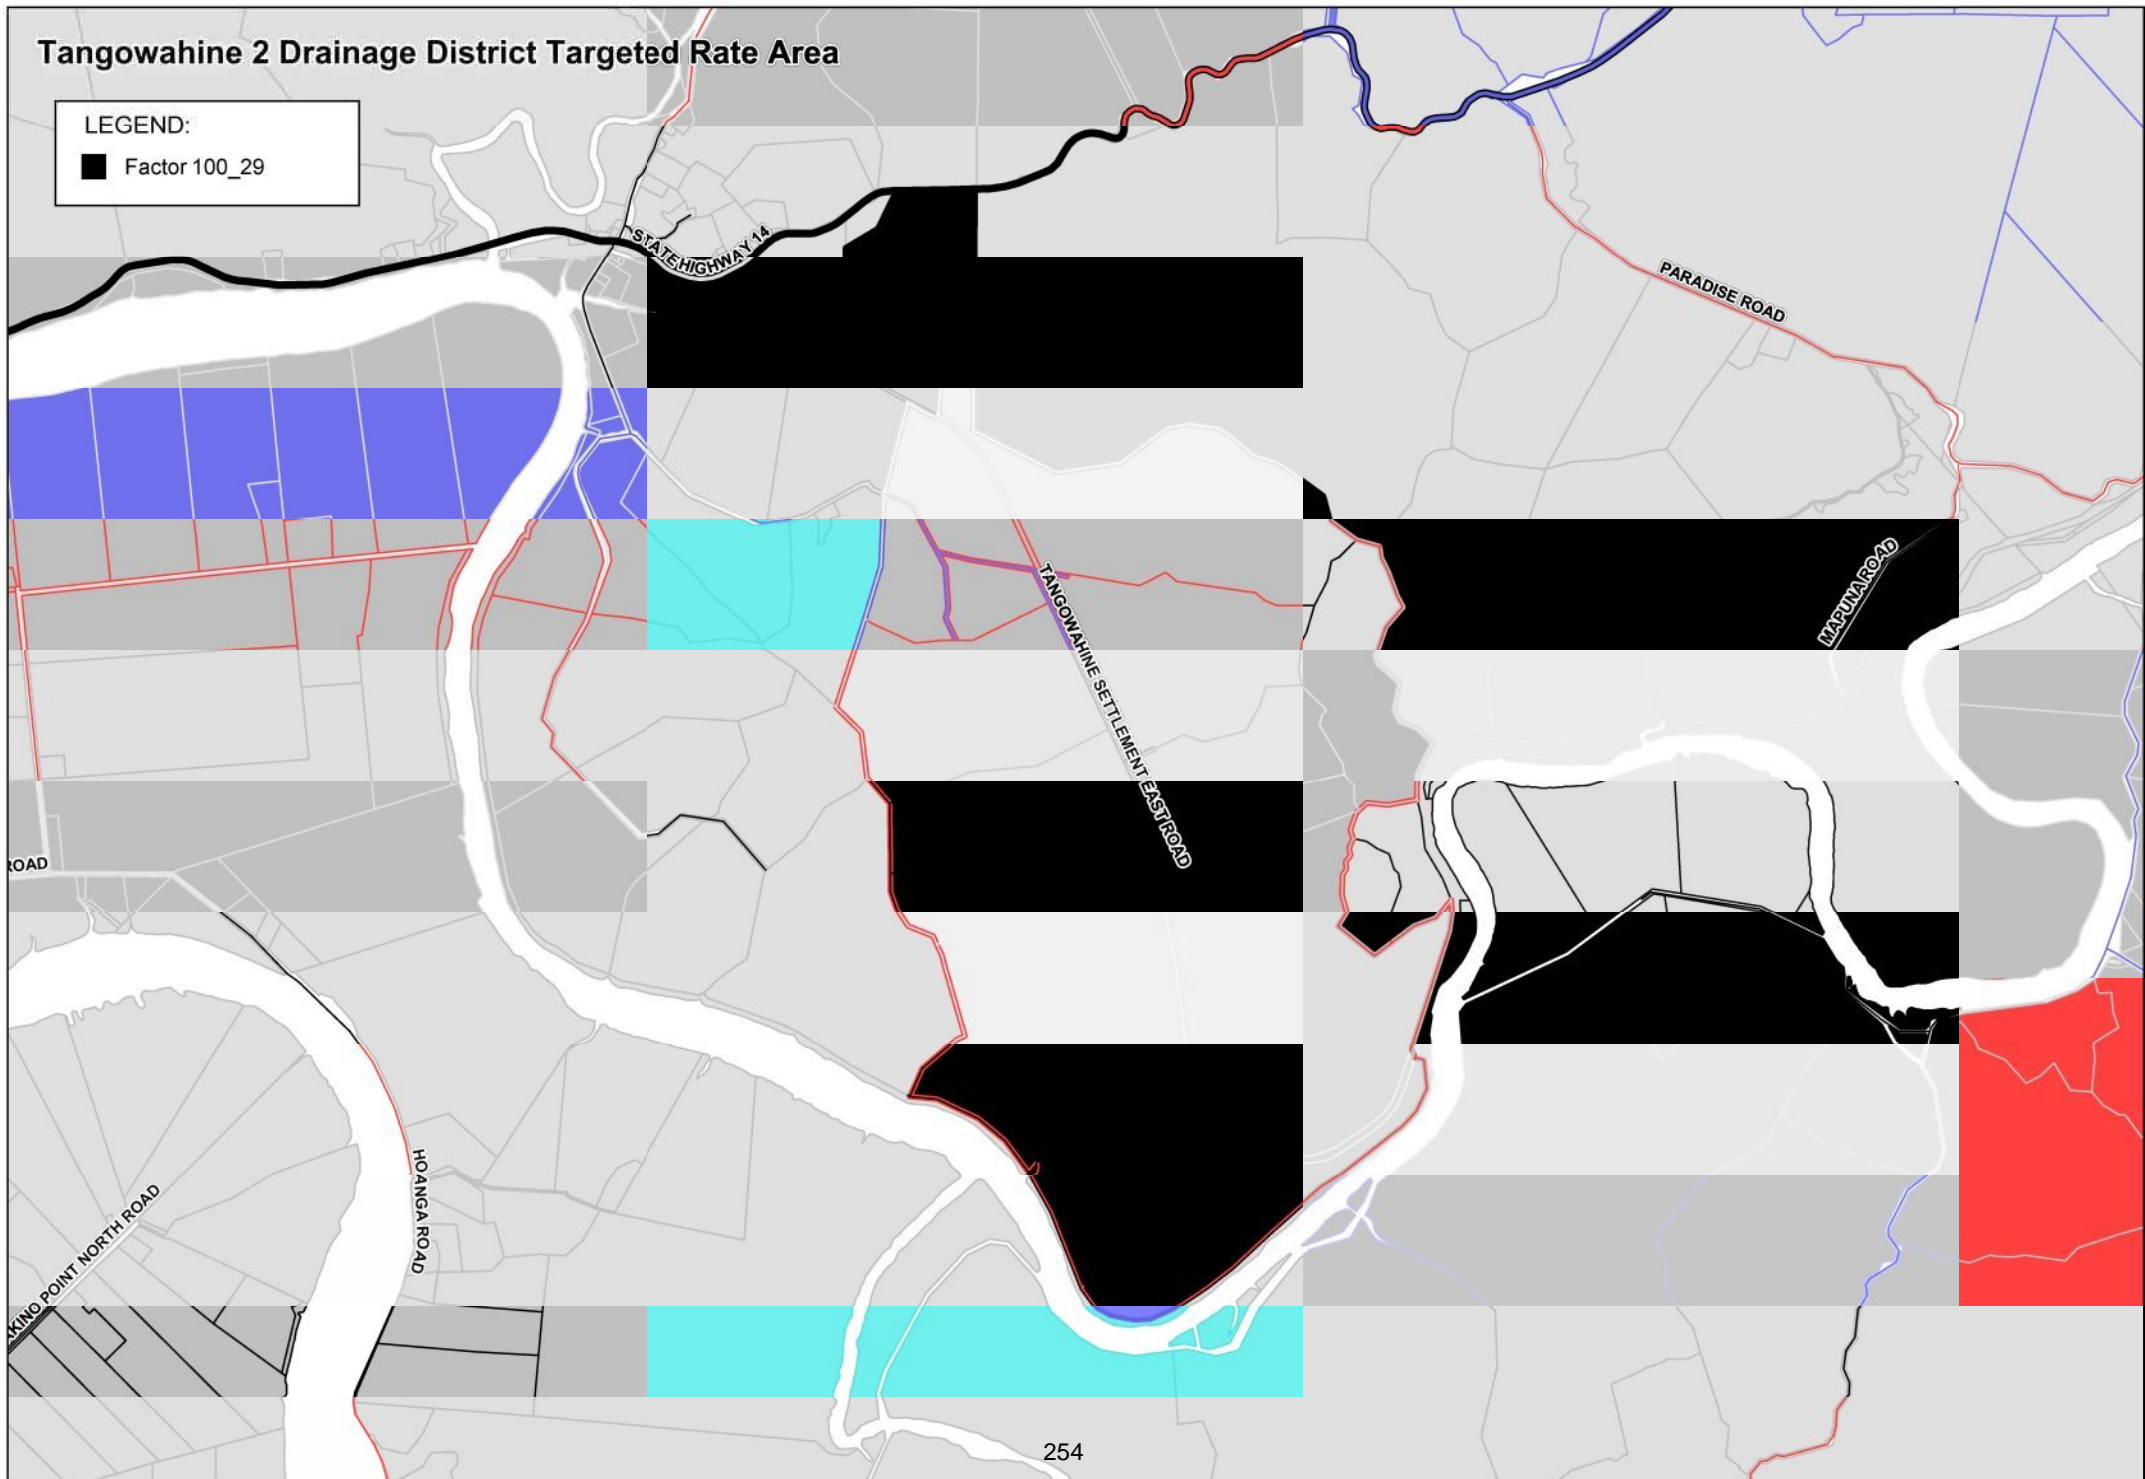 Tangowahine 2 Drainage District Targeted Rate Area
LEGEND:
Factor 100_29
STATE HIGHWAY 14
PARADISE ROAD
MAPUNA ROAD
TANGOWAHINE SETTLEMENT EAST ROAD
ROAD
HOANGA ROAD
AKINO POINT NORTH ROAD
254